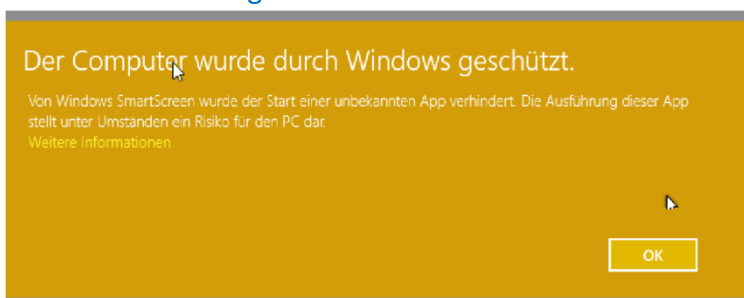 Der Computer wurde durch Windows geschützt.
Von Windows SmartScreen wurde der Start einer unbekannten App verhindert. Die Ausführung dieser App
stellt unter Umständen ein Risiko für den PC dar.
Weitere Informationen
OK